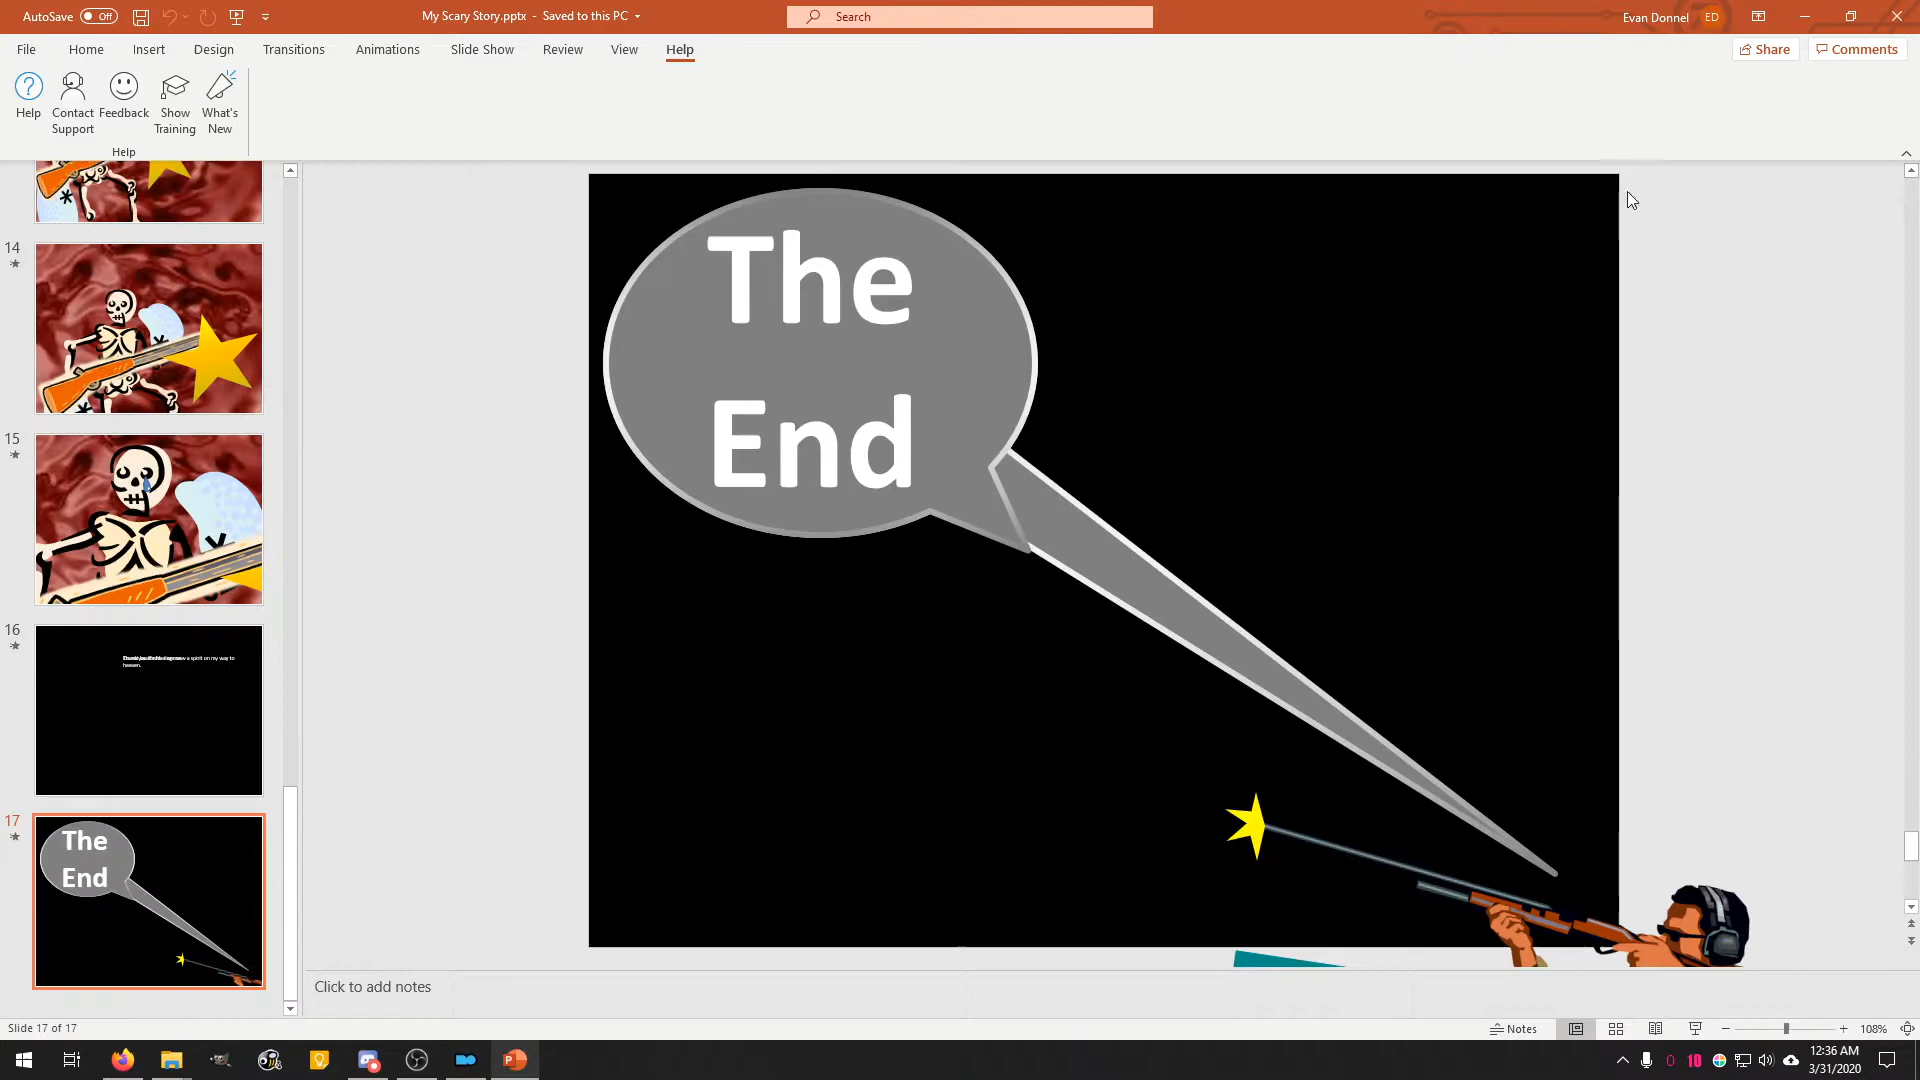 AutoSave Off
My Scary Story.pptx - Saved to this PC
Search
Evan Donnel ED
File Home Insert Design Transitions Animations Slide Show Review View Help
Share Comments
Help
Contact Support
Feedback
Show Training
What's New
Help
14
15
16
17
The
End
The
End
Click to add notes
Slide 17 of 17
Notes
108%
12:36 AM
3/31/2020